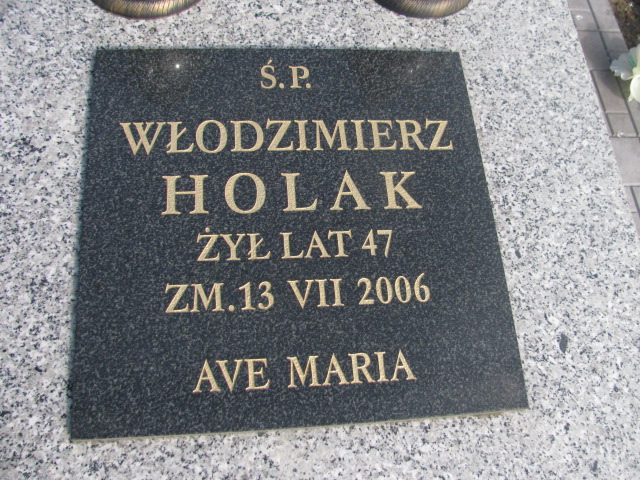 Ś.P.
WŁODZIMIERZ
HOLAK
ŻYŁ LAT 47
ZM.13 VII 2006
AVE MARIA